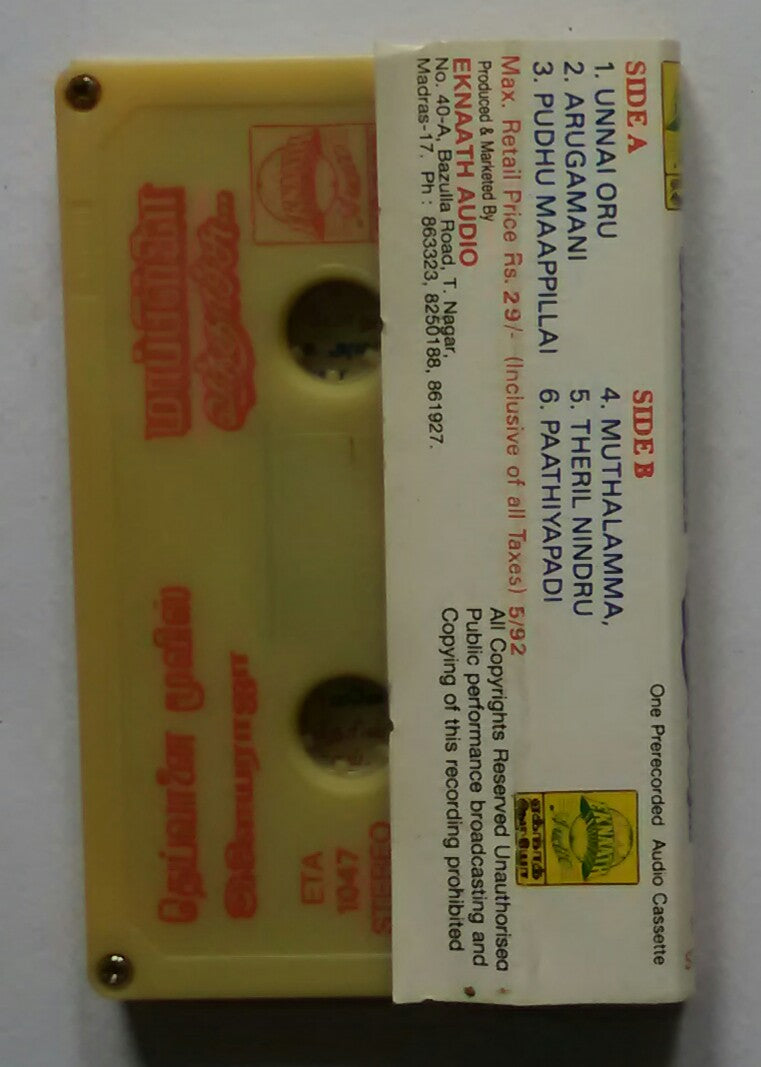 One Prerecorded Audio Cassette
SIDE A
1. UNNAI ORU
2. ARUGAMANI
3. PUDHU MAAPPILLAI
SIDE B
4. MUTHALAMMA,
5. THERIL NINDRU
6. PAATHIYAPADI
Max. Retail Price Rs. 29/- (Inclusive of all Taxes) 5/92
Produced & Marketed By
EKNAATH AUDIO
No. 40-A, Bazulla Road, T. Nagar,
Madras-17. Ph : 863323, 8250188, 861927.
All Copyrights Reserved Unauthorised
Public performance broadcasting and
Copying of this recording prohibited
EKNAATH
Audio
STEREO
1047
ETA